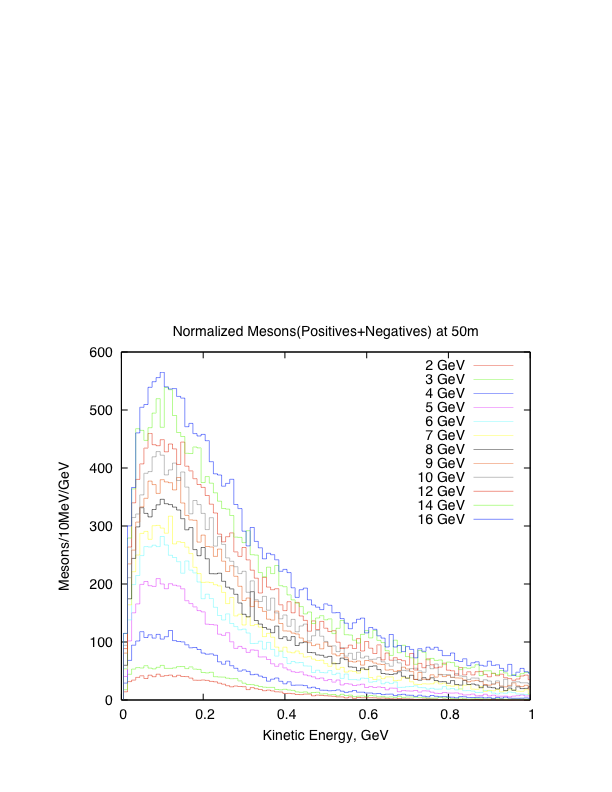 Normalized Mesons(Positives+Negatives) at 50m
600
500
400
300
200
100
0
Mesons/10MeV/GeV
2 GeV
3 GeV
4 GeV
5 GeV
6 GeV
7 GeV
8 GeV
9 GeV
10 GeV
12 GeV
14 GeV
16 GeV
0 0.2 0.4 0.6 0.8 1
Kinetic Energy, GeV